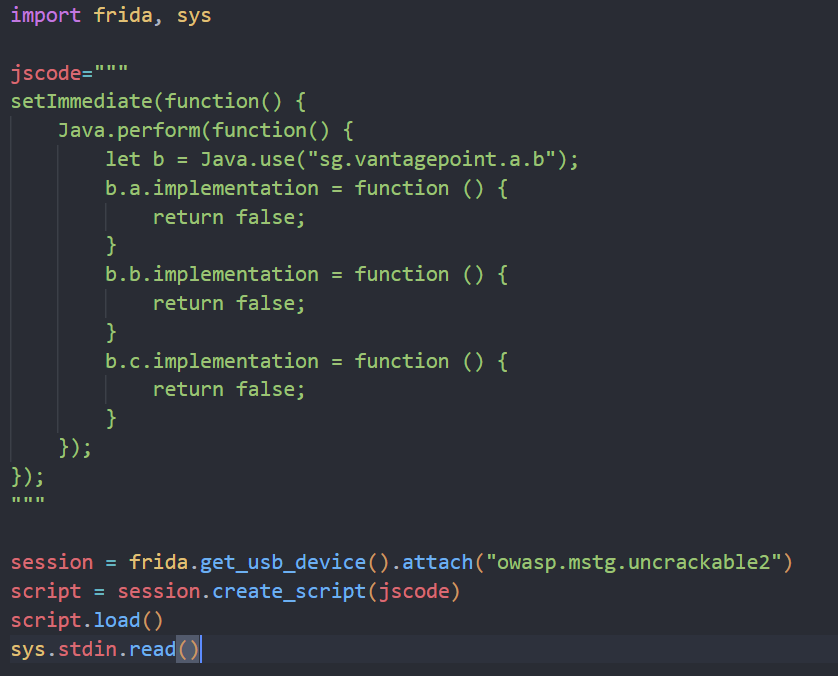 import frida, sys

jscode="""
setImmediate(function() {
    Java.perform(function() {
        let b = Java.use("sg.vantagepoint.a.b");
        b.a.implementation = function () {
            return false;
        }
        b.b.implementation = function () {
            return false;
        }
        b.c.implementation = function () {
            return false;
        }
    });
});
"""

session = frida.get_usb_device().attach("owasp.mstg.uncrackable2")
script = session.create_script(jscode)
script.load()
sys.stdin.read()